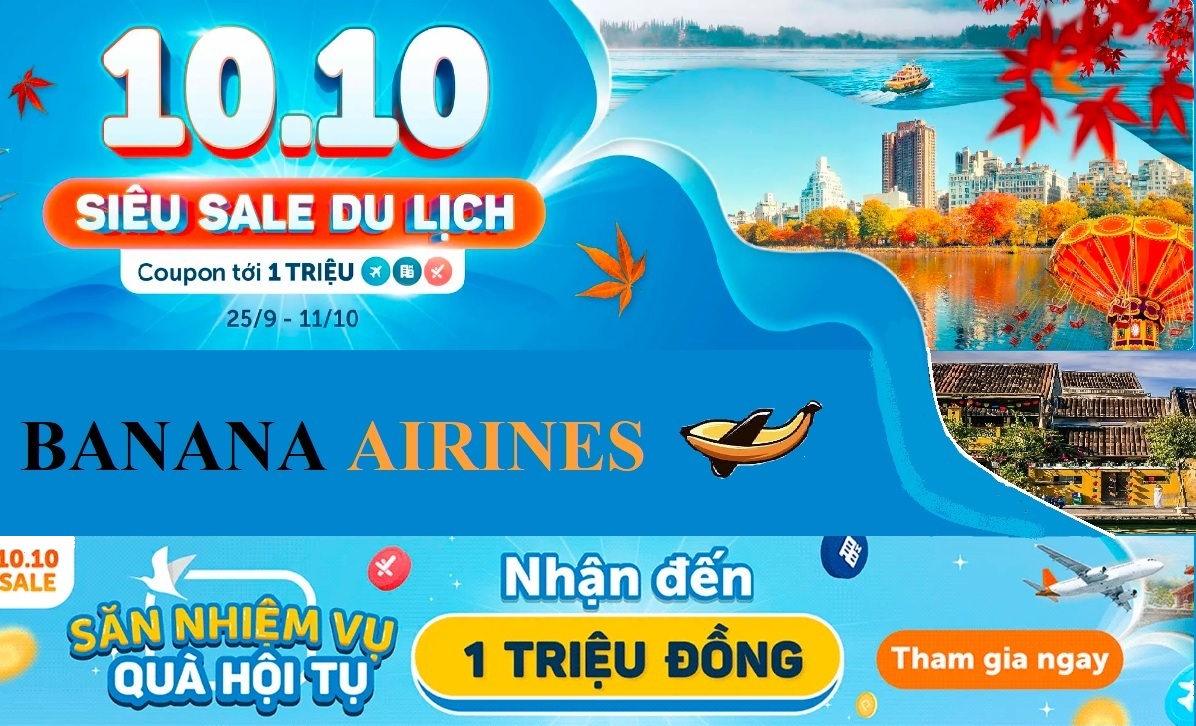 10.10
SIÊU SALE DU LỊCH
Coupon tới 1 TRIỆU
25/9 - 11/10
BANANA AIRINES
10.10
SALE
SĂN NHIỆM VỤ
QUÀ HỘI TỤ
Nhận đến
1 TRIỆU ĐỒNG
Tham gia ngay